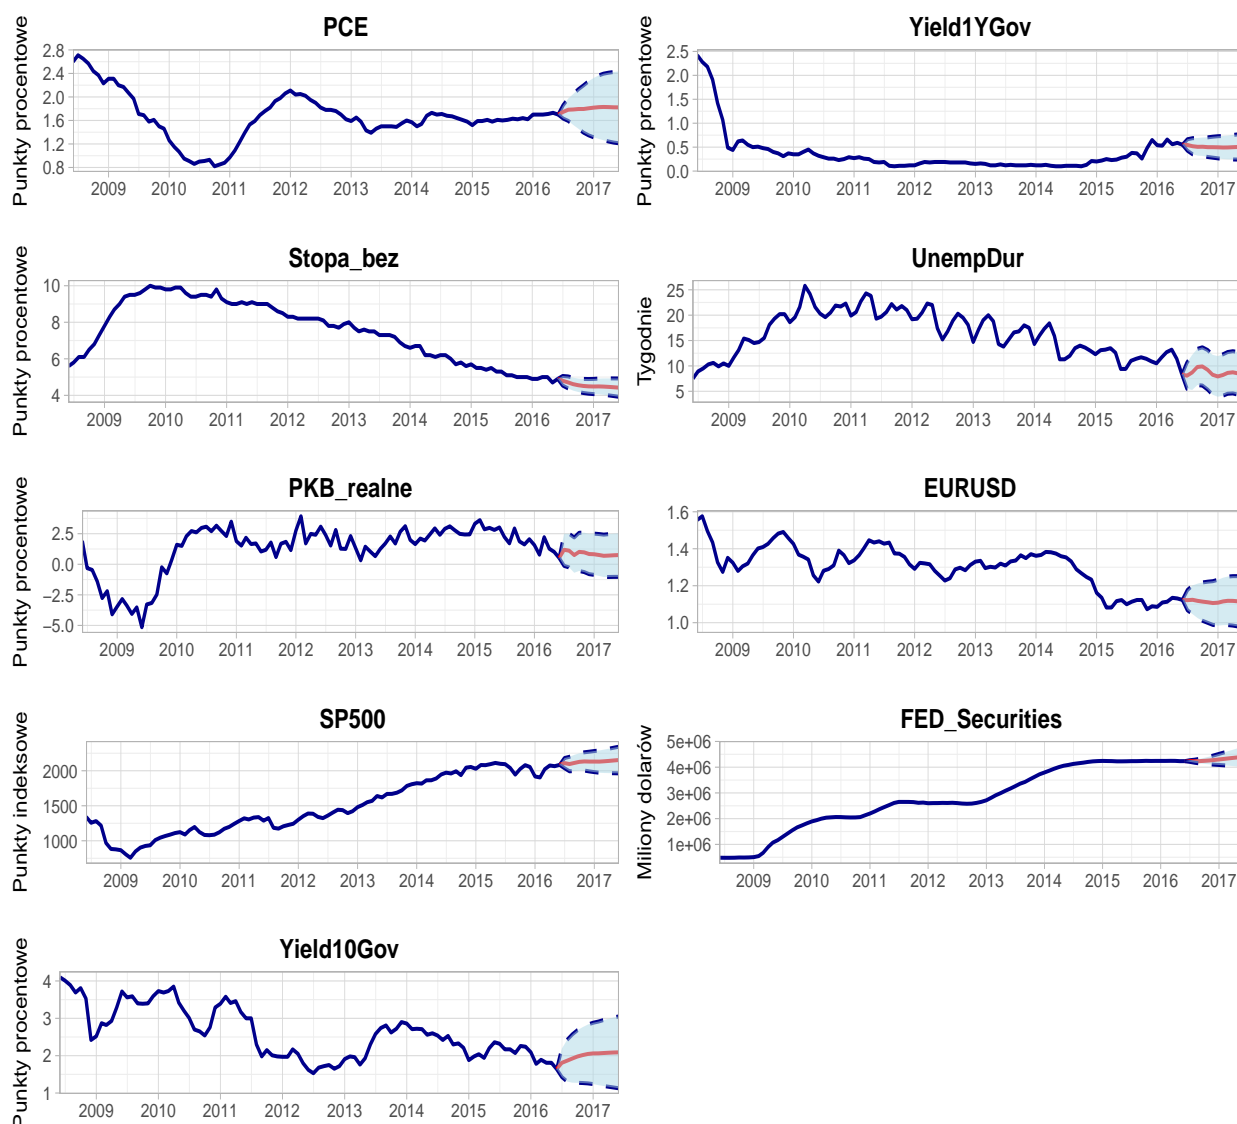 PCE
Punkty procentowe
2.8
2.4
2.0
1.6
1.2
0.8
2009 2010 2011 2012 2013 2014 2015 2016 2017
Yield1YGov
Punkty procentowe
2.5
2.0
1.5
1.0
0.5
0.0
2009 2010 2011 2012 2013 2014 2015 2016 2017
Stopa_bez
Punkty procentowe
10
8
6
4
2009 2010 2011 2012 2013 2014 2015 2016 2017
UnempDur
Tygodnie
25
20
15
10
5
2009 2010 2011 2012 2013 2014 2015 2016 2017
PKB_realne
Punkty procentowe
2.5
0.0
−2.5
−5.0
2009 2010 2011 2012 2013 2014 2015 2016 2017
EURUSD
1.6
1.4
1.2
1.0
2009 2010 2011 2012 2013 2014 2015 2016 2017
SP500
Punkty indeksowe
2000
1500
1000
2009 2010 2011 2012 2013 2014 2015 2016 2017
FED_Securities
Miliony dolarów
5e+06
4e+06
3e+06
2e+06
1e+06
2009 2010 2011 2012 2013 2014 2015 2016 2017
Yield10Gov
Punkty procentowe
4
3
2
1
2009 2010 2011 2012 2013 2014 2015 2016 2017